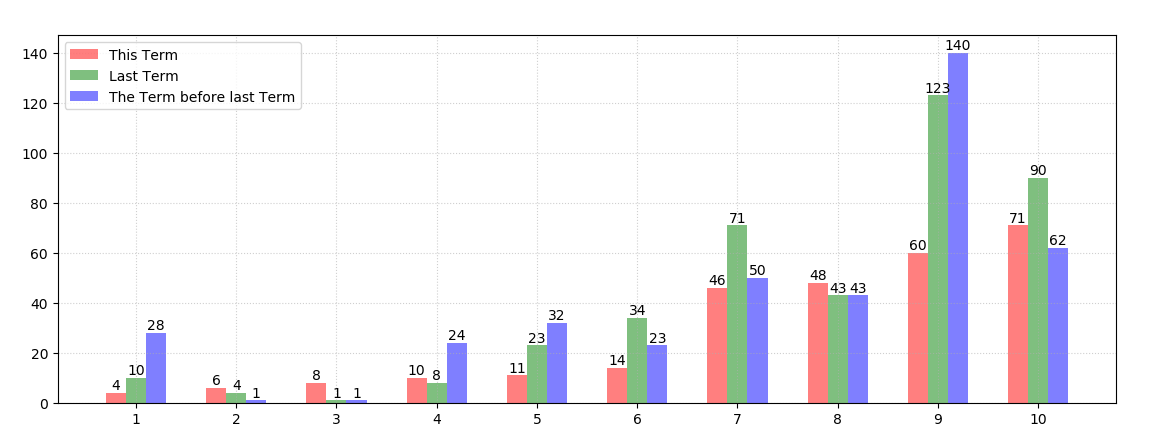 This Term
Last Term
The Term before last Term
140
120
100
80
60
40
20
0
4 10 28
6 4 1
8 1 1
10 8 24
11 23 32
14 34 23
46 71 50
48 43 43
60 123 140
71 90 62
1 2 3 4 5 6 7 8 9 10